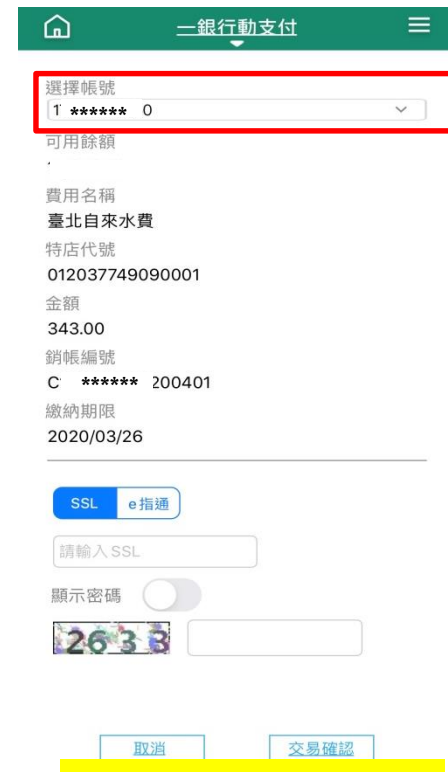 一銀行動支付
選擇帳號
1 ****** 0
可用餘額
費用名稱
臺北自來水費
特店代號
012037749090001
金額
343.00
銷帳編號
C ****** 200401
繳納期限
2020/03/26
SSL e指通
請輸入SSL
顯示密碼
2633
取消 交易確認